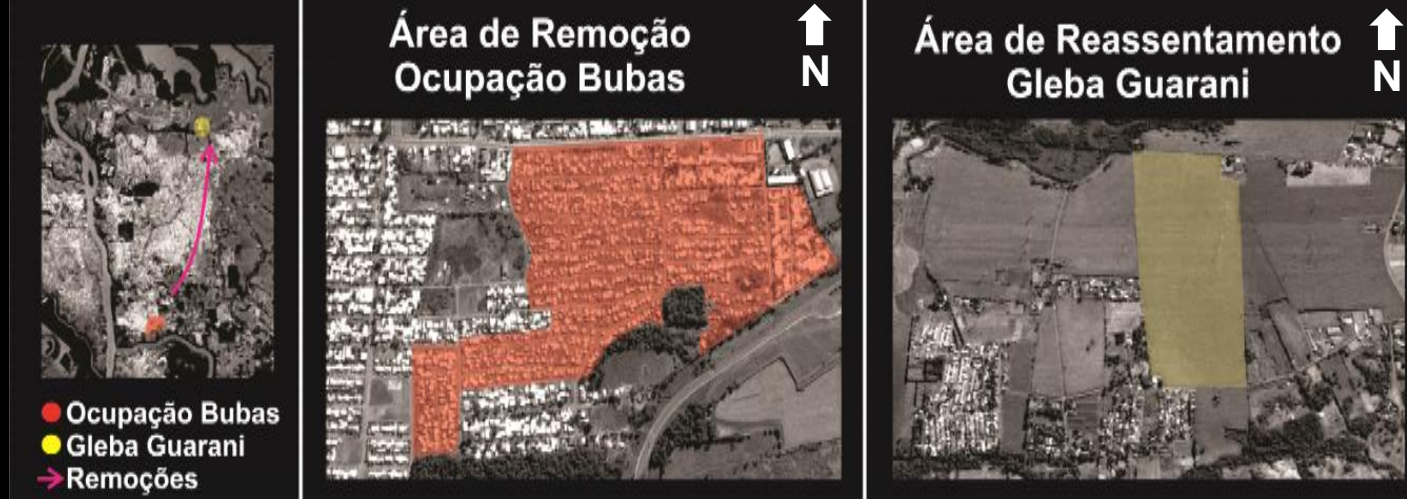 Ocupação Bubas
Gleba Guarani
Remoções
Área de Remoção
Ocupação Bubas
N
Área de Reassentamento
Gleba Guarani
N